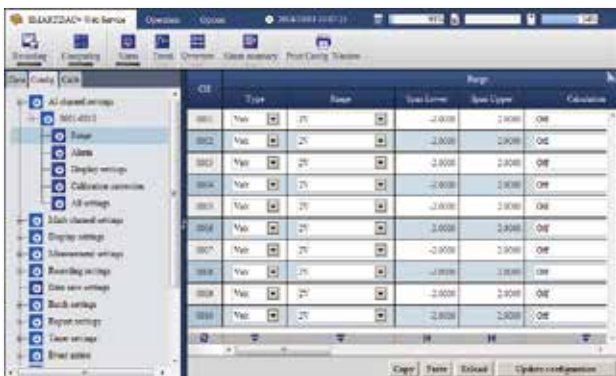 SMARTDAC+ Web Service Operation Option
Recording Computing Alarm Trend Overview Alarm summary Print Config. Window
Data Config Calib
AI channel settings
0001-0010
Range
Alarm
Display settings
Calibration correction
All settings
Math channel settings
Display settings
Measurement settings
Recording settings
Data save settings
Batch settings
Report settings
Timer settings
Event action
CH Range
Type Range Span Lower Span Upper Calculation
0001 Volt 2V -2.0000 2.0000 Off
0002 Volt 2V -2.0000 2.0000 Off
0003 Volt 2V -2.0000 2.0000 Off
0004 Volt 2V -2.0000 2.0000 Off
0005 Volt 2V -2.0000 2.0000 Off
0006 Volt 2V -2.0000 2.0000 Off
0007 Volt 2V -2.0000 2.0000 Off
0008 Volt 2V -2.0000 2.0000 Off
0009 Volt 2V -2.0000 2.0000 Off
0010 Volt 2V -2.0000 2.0000 Off
Copy Paste Reload Update configuration